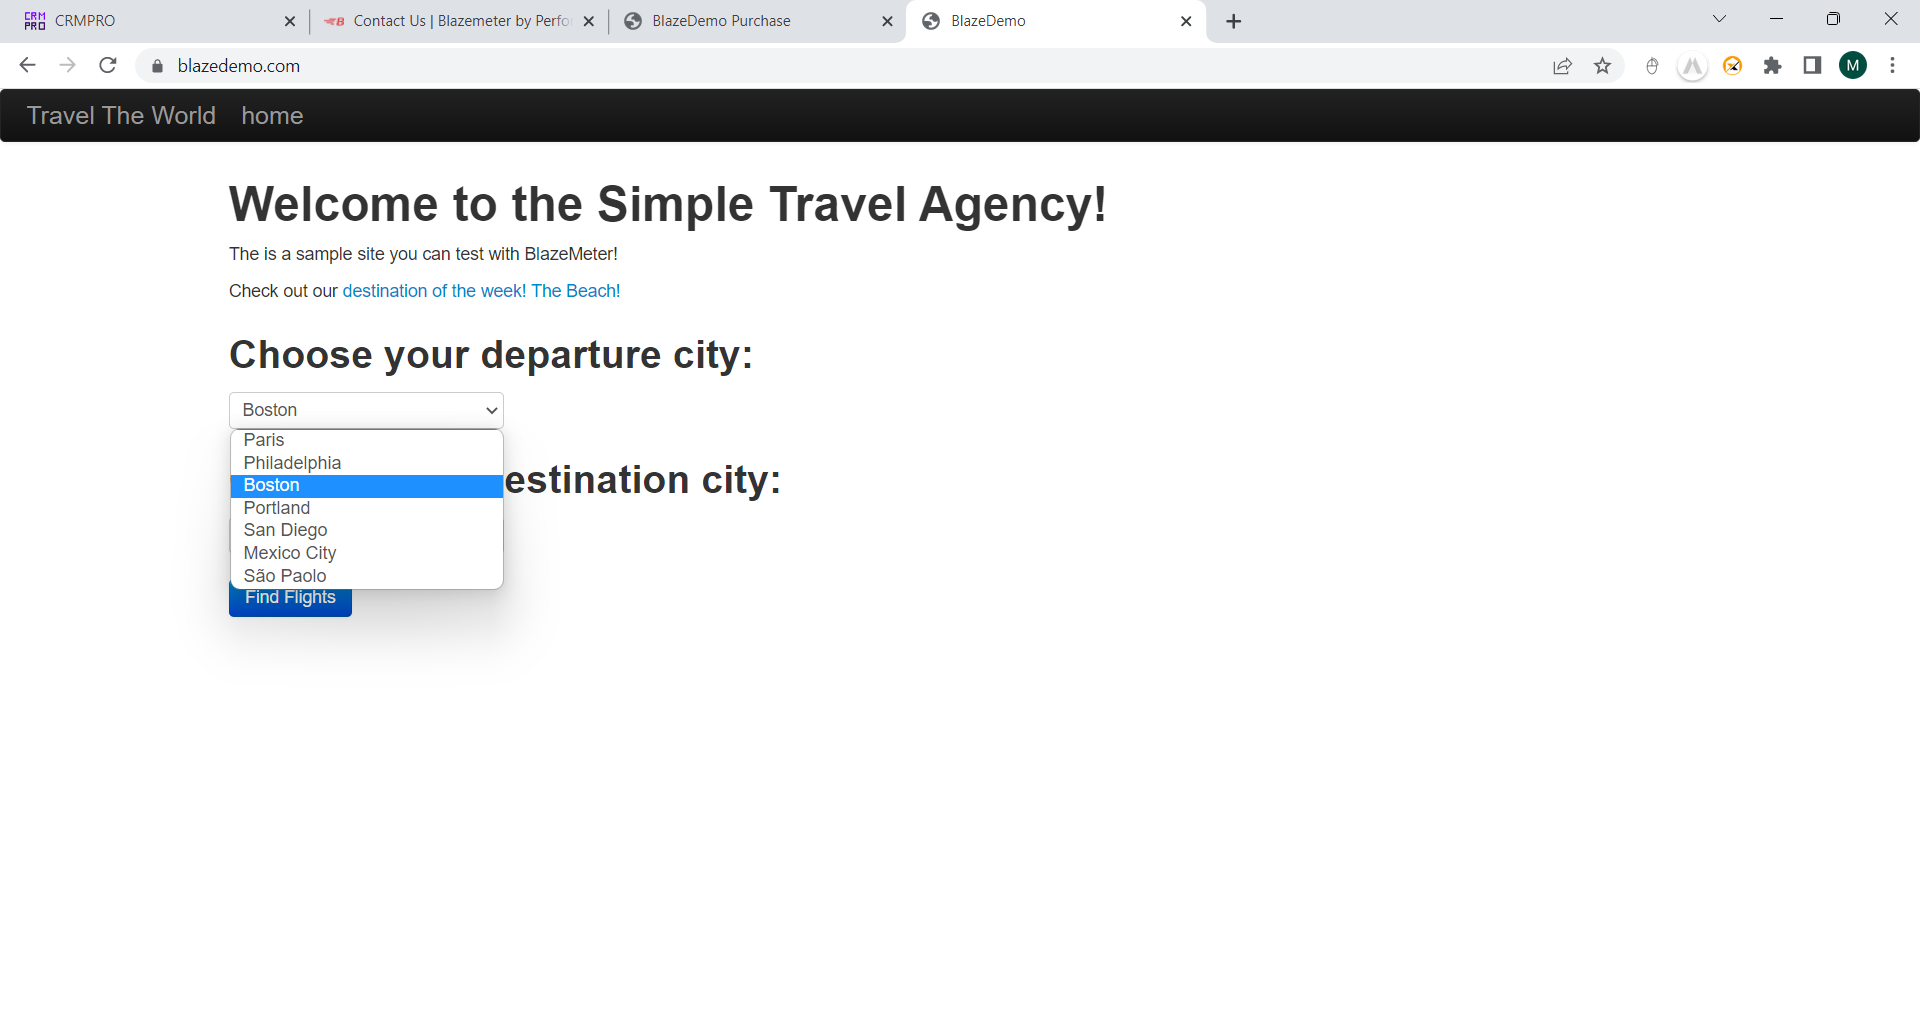 CRM PRO CRMPRO
Contact Us | Blazemeter by Perfo
BlazeDemo Purchase
BlazeDemo
blazedemo.com
M
Travel The World home
Welcome to the Simple Travel Agency!
The is a sample site you can test with BlazeMeter!
Check out our destination of the week! The Beach!
Choose your departure city:
Boston
Paris
Philadelphia
Boston
estination city:
Portland
San Diego
Mexico City
São Paolo
Find Flights